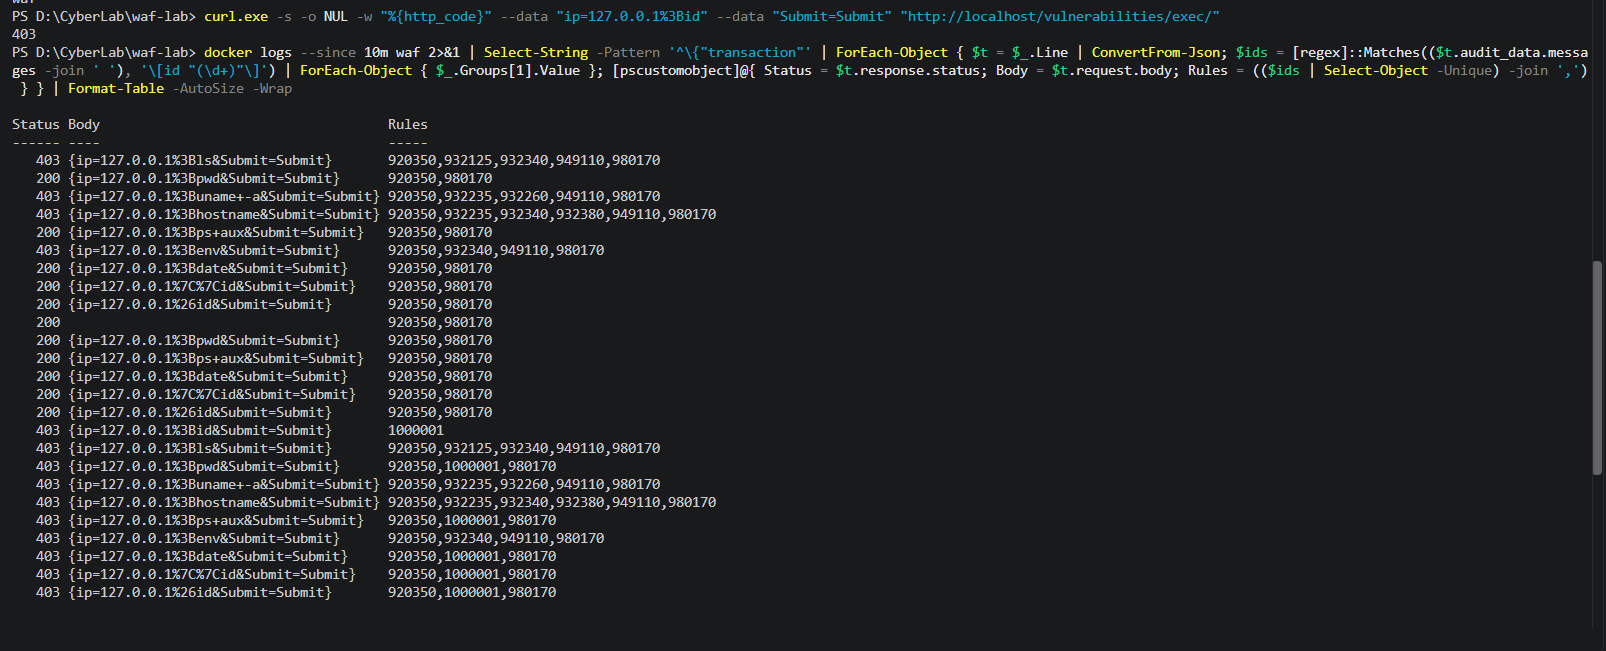 waf
PS D:\CyberLab\waf-lab> curl.exe -s -o NUL -w "%{http_code}" --data "ip=127.0.0.1%3Bid" --data "Submit=Submit" "http://localhost/vulnerabilities/exec/"
403
PS D:\CyberLab\waf-lab> docker logs --since 10m waf 2>&1 | Select-String -Pattern '^\{"transaction"' | ForEach-Object { $t = $_.Line | ConvertFrom-Json; $ids = [regex]::Matches(($t.audit_data.messa
ges -join ' '), '\[id "(\d+)"\]') | ForEach-Object { $_.Groups[1].Value }; [pscustomobject]@{ Status = $t.response.status; Body = $t.request.body; Rules = (($ids | Select-Object -Unique) -join ',')
} } | Format-Table -AutoSize -Wrap
Status Body Rules
------ ---- -----
403 {ip=127.0.0.1%3Bls&Submit=Submit} 920350,932125,932340,949110,980170
200 {ip=127.0.0.1%3Bpwd&Submit=Submit} 920350,980170
403 {ip=127.0.0.1%3Buname+-a&Submit=Submit} 920350,932235,932260,949110,980170
403 {ip=127.0.0.1%3Bhostname&Submit=Submit} 920350,932235,932340,932380,949110,980170
200 {ip=127.0.0.1%3Bps+aux&Submit=Submit} 920350,980170
403 {ip=127.0.0.1%3Benv&Submit=Submit} 920350,932340,949110,980170
200 {ip=127.0.0.1%3Bdate&Submit=Submit} 920350,980170
200 {ip=127.0.0.1%7C%7Cid&Submit=Submit} 920350,980170
200 {ip=127.0.0.1%26id&Submit=Submit} 920350,980170
200 920350,980170
200 {ip=127.0.0.1%3Bpwd&Submit=Submit} 920350,980170
200 {ip=127.0.0.1%3Bps+aux&Submit=Submit} 920350,980170
200 {ip=127.0.0.1%3Bdate&Submit=Submit} 920350,980170
200 {ip=127.0.0.1%7C%7Cid&Submit=Submit} 920350,980170
200 {ip=127.0.0.1%26id&Submit=Submit} 920350,980170
403 {ip=127.0.0.1%3Bid&Submit=Submit} 1000001
403 {ip=127.0.0.1%3Bls&Submit=Submit} 920350,932125,932340,949110,980170
403 {ip=127.0.0.1%3Bpwd&Submit=Submit} 920350,1000001,980170
403 {ip=127.0.0.1%3Buname+-a&Submit=Submit} 920350,932235,932260,949110,980170
403 {ip=127.0.0.1%3Bhostname&Submit=Submit} 920350,932235,932340,932380,949110,980170
403 {ip=127.0.0.1%3Bps+aux&Submit=Submit} 920350,1000001,980170
403 {ip=127.0.0.1%3Benv&Submit=Submit} 920350,932340,949110,980170
403 {ip=127.0.0.1%3Bdate&Submit=Submit} 920350,1000001,980170
403 {ip=127.0.0.1%7C%7Cid&Submit=Submit} 920350,1000001,980170
403 {ip=127.0.0.1%26id&Submit=Submit} 920350,1000001,980170